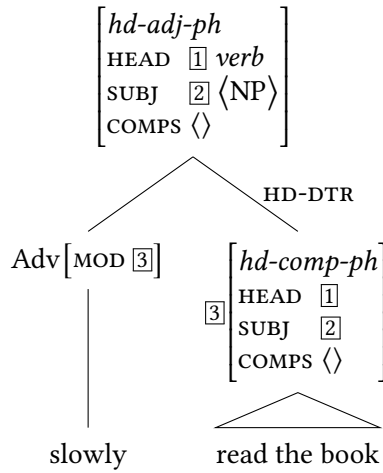 hd-adj-ph
HEAD 1 verb
SUBJ 2 ⟨NP⟩
COMPS ⟨⟩
HD-DTR
Adv[MOD 3]
3
hd-comp-ph
HEAD 1
SUBJ 2
COMPS ⟨⟩
slowly
read the book